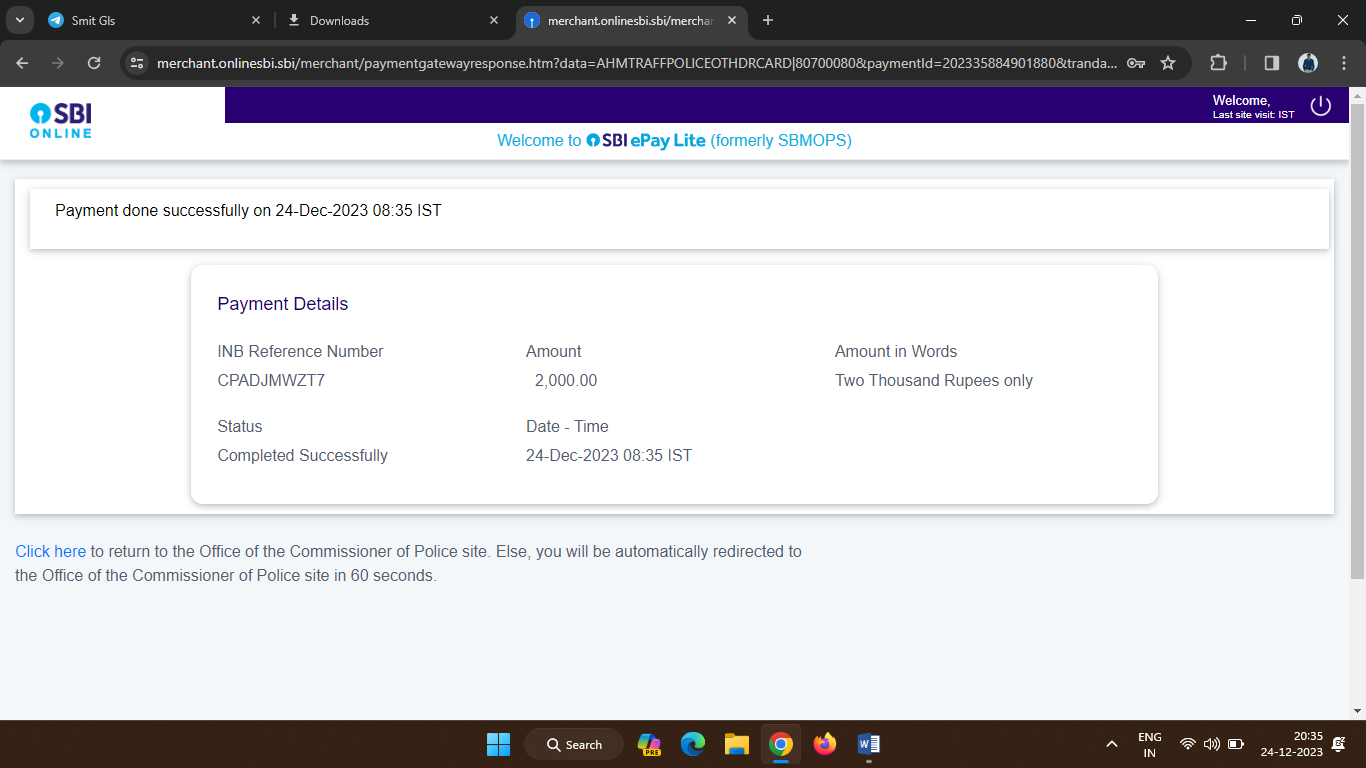 Smit Gls
Downloads
merchant.onlinesbi.sbi/merchar
merchant.onlinesbi.sbi/merchant/paymentgatewayresponse.htm?data=AHMTRAFFPOLICEOTHDRCARD|80700080&paymentId=202335884901880&tranda...
SBI
ONLINE
Welcome,
Last site visit: IST
Welcome to SBI ePay Lite (formerly SBMOPS)
Payment done successfully on 24-Dec-2023 08:35 IST
Payment Details
INB Reference Number Amount Amount in Words
CPADJMWZT7 2,000.00 Two Thousand Rupees only
Status Date - Time
Completed Successfully 24-Dec-2023 08:35 IST
Click here to return to the Office of the Commissioner of Police site. Else, you will be automatically redirected to
the Office of the Commissioner of Police site in 60 seconds.
Search
PRE
ENG
IN
20:35
24-12-2023